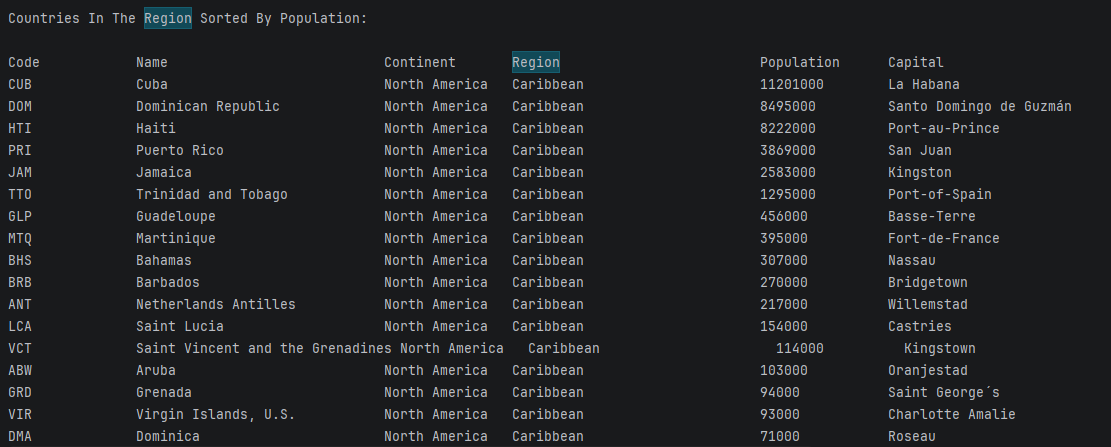 Countries In The Region Sorted By Population:
Code Name Continent Region Population Capital
CUB Cuba North America Caribbean 11201000 La Habana
DOM Dominican Republic North America Caribbean 8495000 Santo Domingo de Guzmán
HTI Haiti North America Caribbean 8222000 Port-au-Prince
PRI Puerto Rico North America Caribbean 3869000 San Juan
JAM Jamaica North America Caribbean 2583000 Kingston
TTO Trinidad and Tobago North America Caribbean 1295000 Port-of-Spain
GLP Guadeloupe North America Caribbean 456000 Basse-Terre
MTQ Martinique North America Caribbean 395000 Fort-de-France
BHS Bahamas North America Caribbean 307000 Nassau
BRB Barbados North America Caribbean 270000 Bridgetown
ANT Netherlands Antilles North America Caribbean 217000 Willemstad
LCA Saint Lucia North America Caribbean 154000 Castries
VCT Saint Vincent and the Grenadines North America Caribbean 114000 Kingstown
ABW Aruba North America Caribbean 103000 Oranjestad
GRD Grenada North America Caribbean 94000 Saint George´s
VIR Virgin Islands, U.S. North America Caribbean 93000 Charlotte Amalie
DMA Dominica North America Caribbean 71000 Roseau